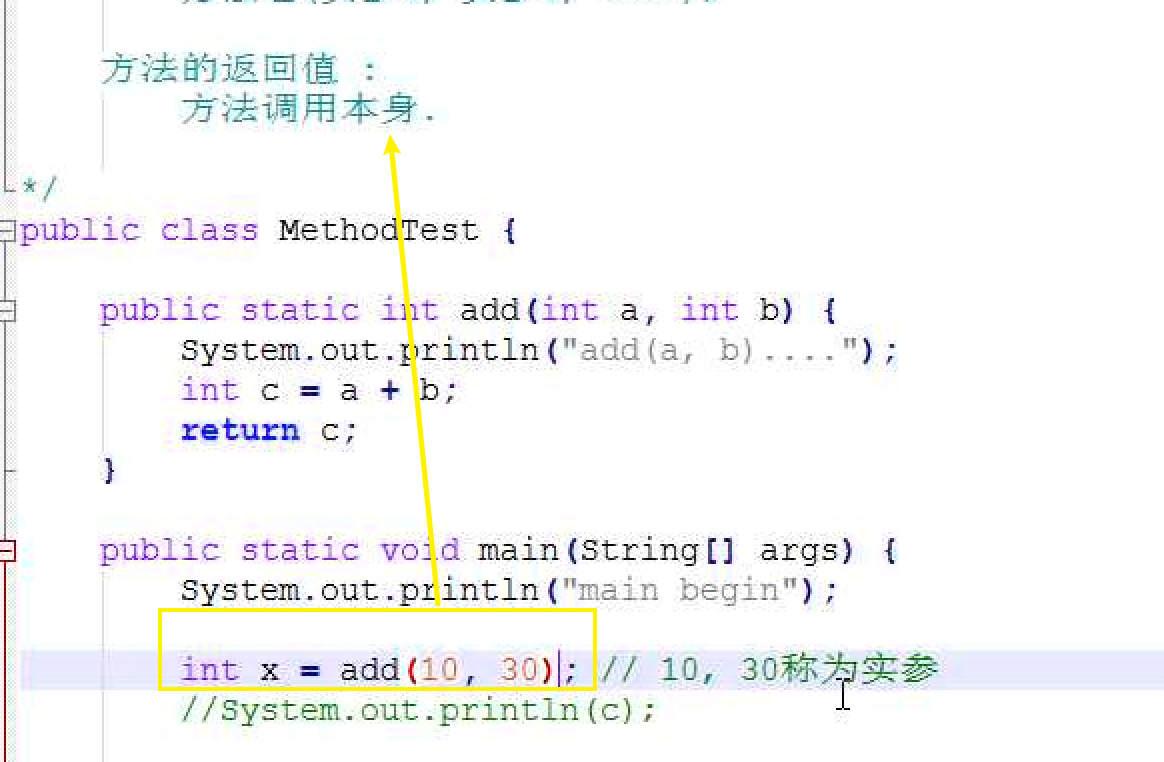 方法的返回值 :
方法调用本身.
*/
public class MethodTest {
public static int add(int a, int b) {
System.out.println("add(a, b)....");
int c = a + b;
return c;
}
public static void main(String[] args) {
System.out.println("main begin");
int x = add(10, 30); // 10, 30称为实参
//System.out.println(c);